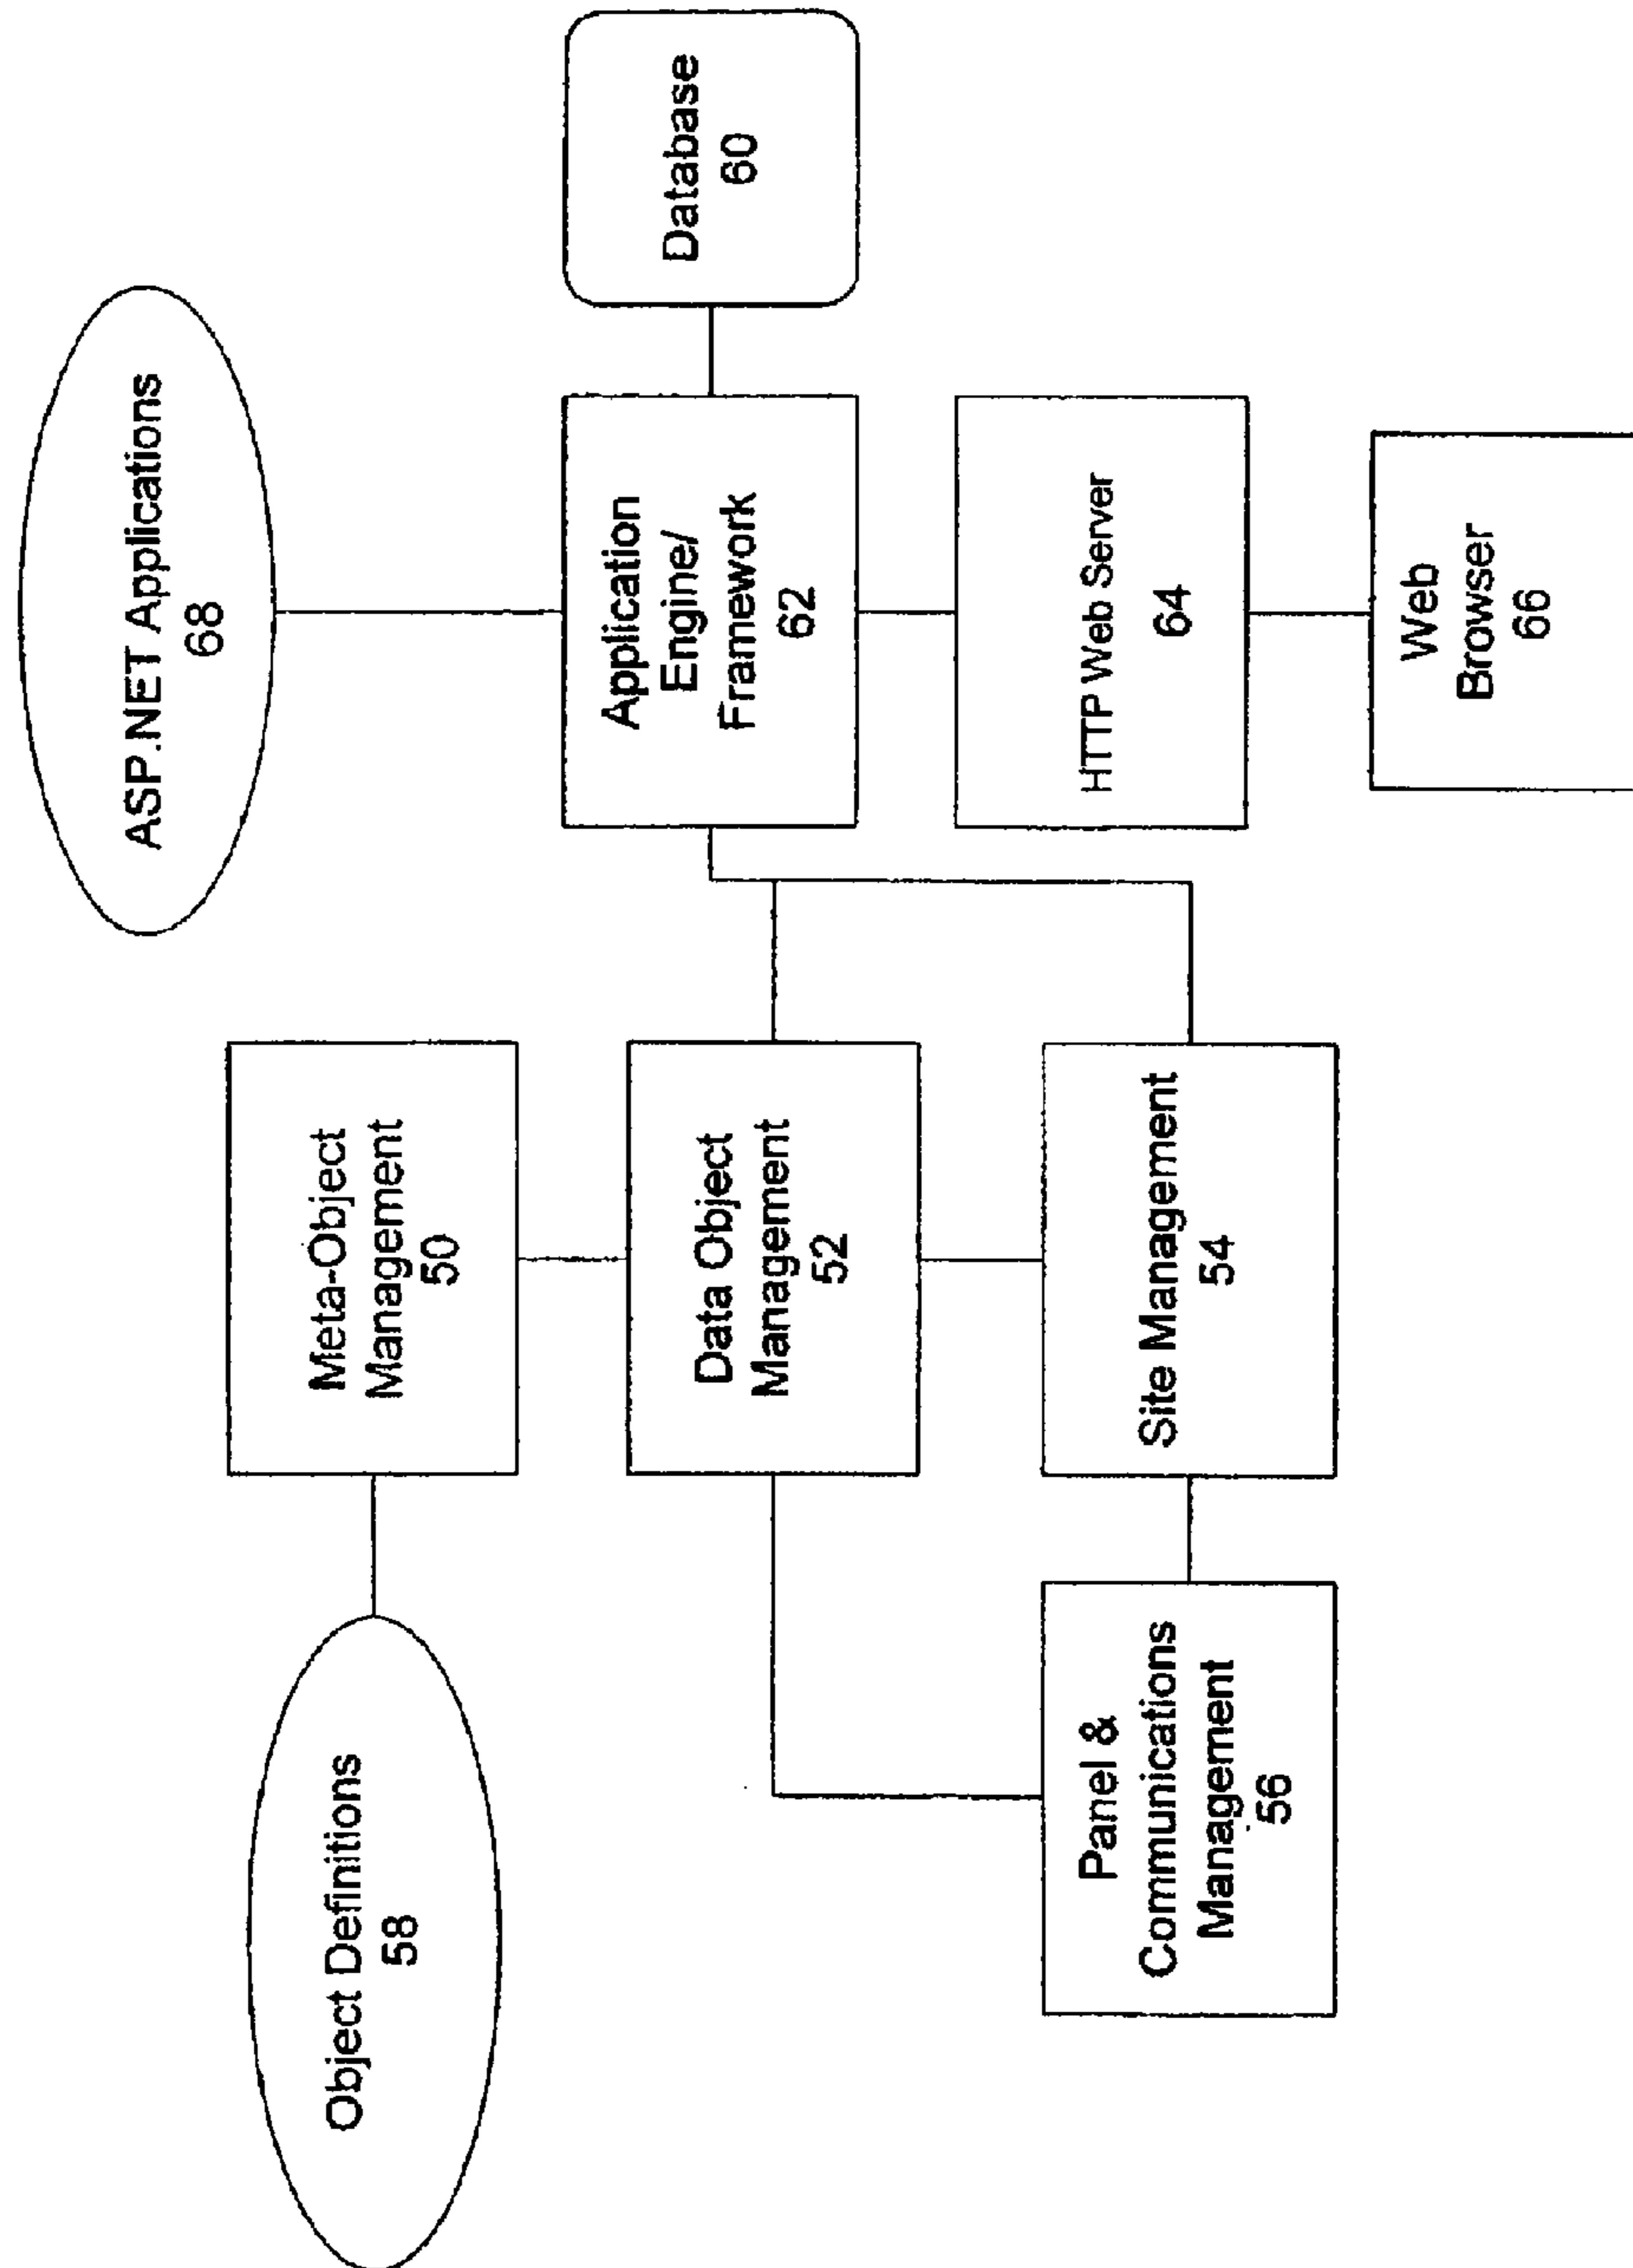 Object Definitions
58
Meta-Object
Management
50
ASP.NET Applications
68
Data Object
Management
52
Application
Engine/
Framework
62
Database
60
Panel &
Communications
Management
56
Site Management
54
HTTP Web Server
64
Web
Browser
66